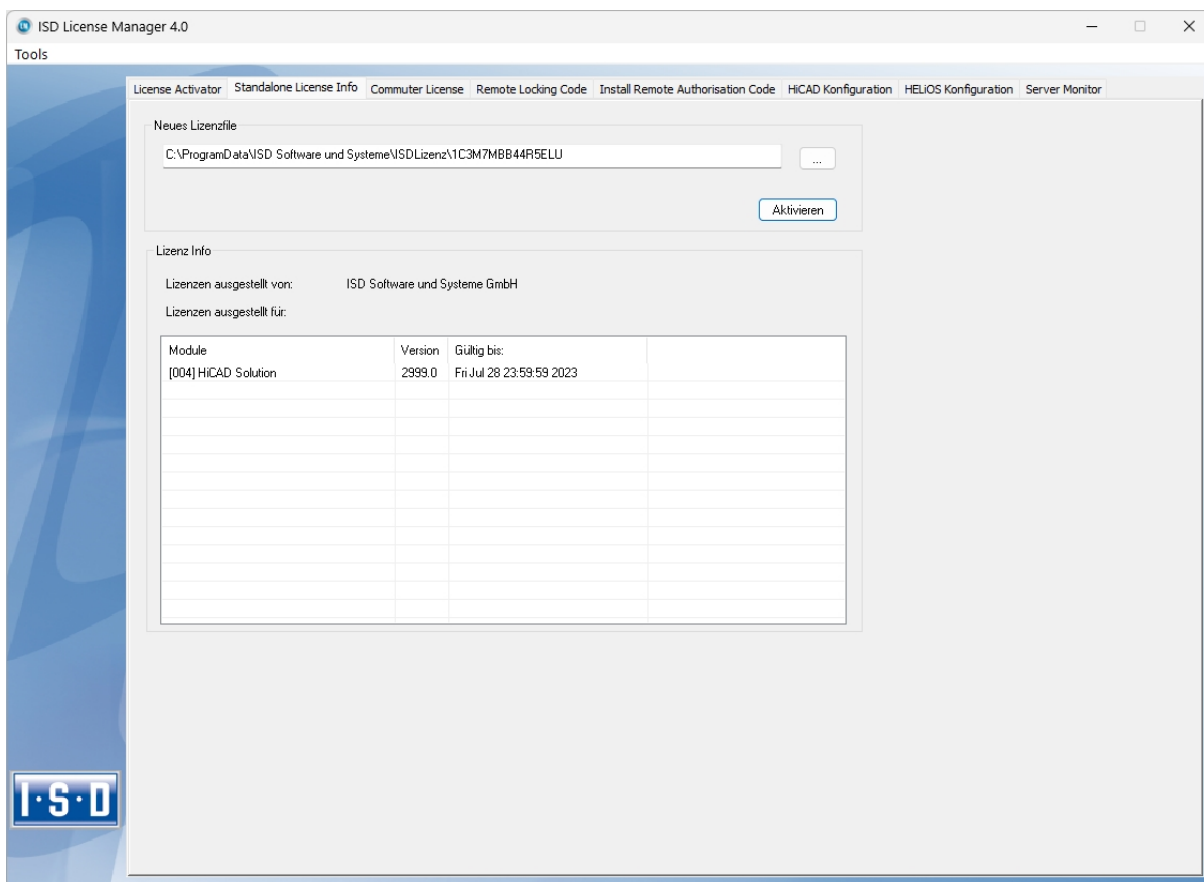 ISD License Manager 4.0
Tools
License Activator Standalone License Info Commuter License Remote Locking Code Install Remote Authorisation Code HiCAD Konfiguration HELiOS Konfiguration Server Monitor
Neues Lizenzfile
C:\ProgramData\ISD Software und Systeme\ISDLizenz\1C3M7MBB44R5ELU
...
Aktivieren
Lizenz Info
Lizenzen ausgestellt von: ISD Software und Systeme GmbH
Lizenzen ausgestellt für:
Module Version Gültig bis:
[004] HiCAD Solution 2999.0 Fri Jul 28 23:59:59 2023
I·S·D